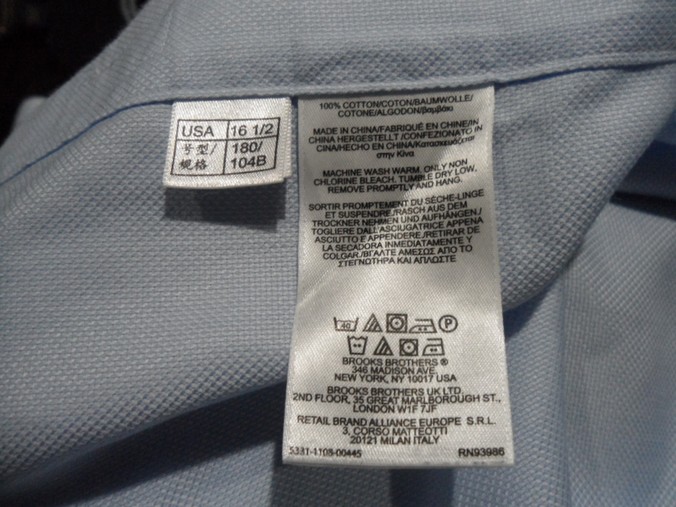 USA 16 1/2
号型/ 180/
规格 104B
100% COTTON/COTON/BAUMWOLLE/
COTONE/ALGODON/βαμβάκι
MADE IN CHINA/FABRIQUÉ EN CHINE/IN
CHINA HERGESTELLT /CONFEZIONATO IN
CINA/HECHO EN CHINA/Κατασκευάζεται
στην Κίνα
MACHINE WASH WARM. ONLY NON
CHLORINE BLEACH. TUMBLE DRY LOW.
REMOVE PROMPTLY AND HANG.
SORTIR PROMPTEMENT DU SÈCHE-LINGE
ET SUSPENDRE./RASCH AUS DEM
TROCKNER NEHMEN UND AUFHÄNGEN/
TOGLIERE DALL'ASCIUGATRICE APPENA
ASCIUTTO E APPENDERE./RETIRAR DE
LA SECADORA INMEDIATAMENTE Y
COLGAR./ΒΓΑΛΤΕ ΑΜΕΣΩΣ ΑΠΟ ΤΟ
ΣΤΕΓΝΩΤΗΡΑ ΚΑΙ ΑΠΛΩΣΤΕ
40 P
BROOKS BROTHERS ®
346 MADISON AVE.
NEW YORK, NY 10017 USA
BROOKS BROTHERS UK LTD.
2ND FLOOR, 35 GREAT MARLBOROUGH ST.,
LONDON W1F 7JF
RETAIL BRAND ALLIANCE EUROPE S.R.L.
3, CORSO MATTEOTTI
20121 MILAN ITALY
5331-1108-00445 RN93986